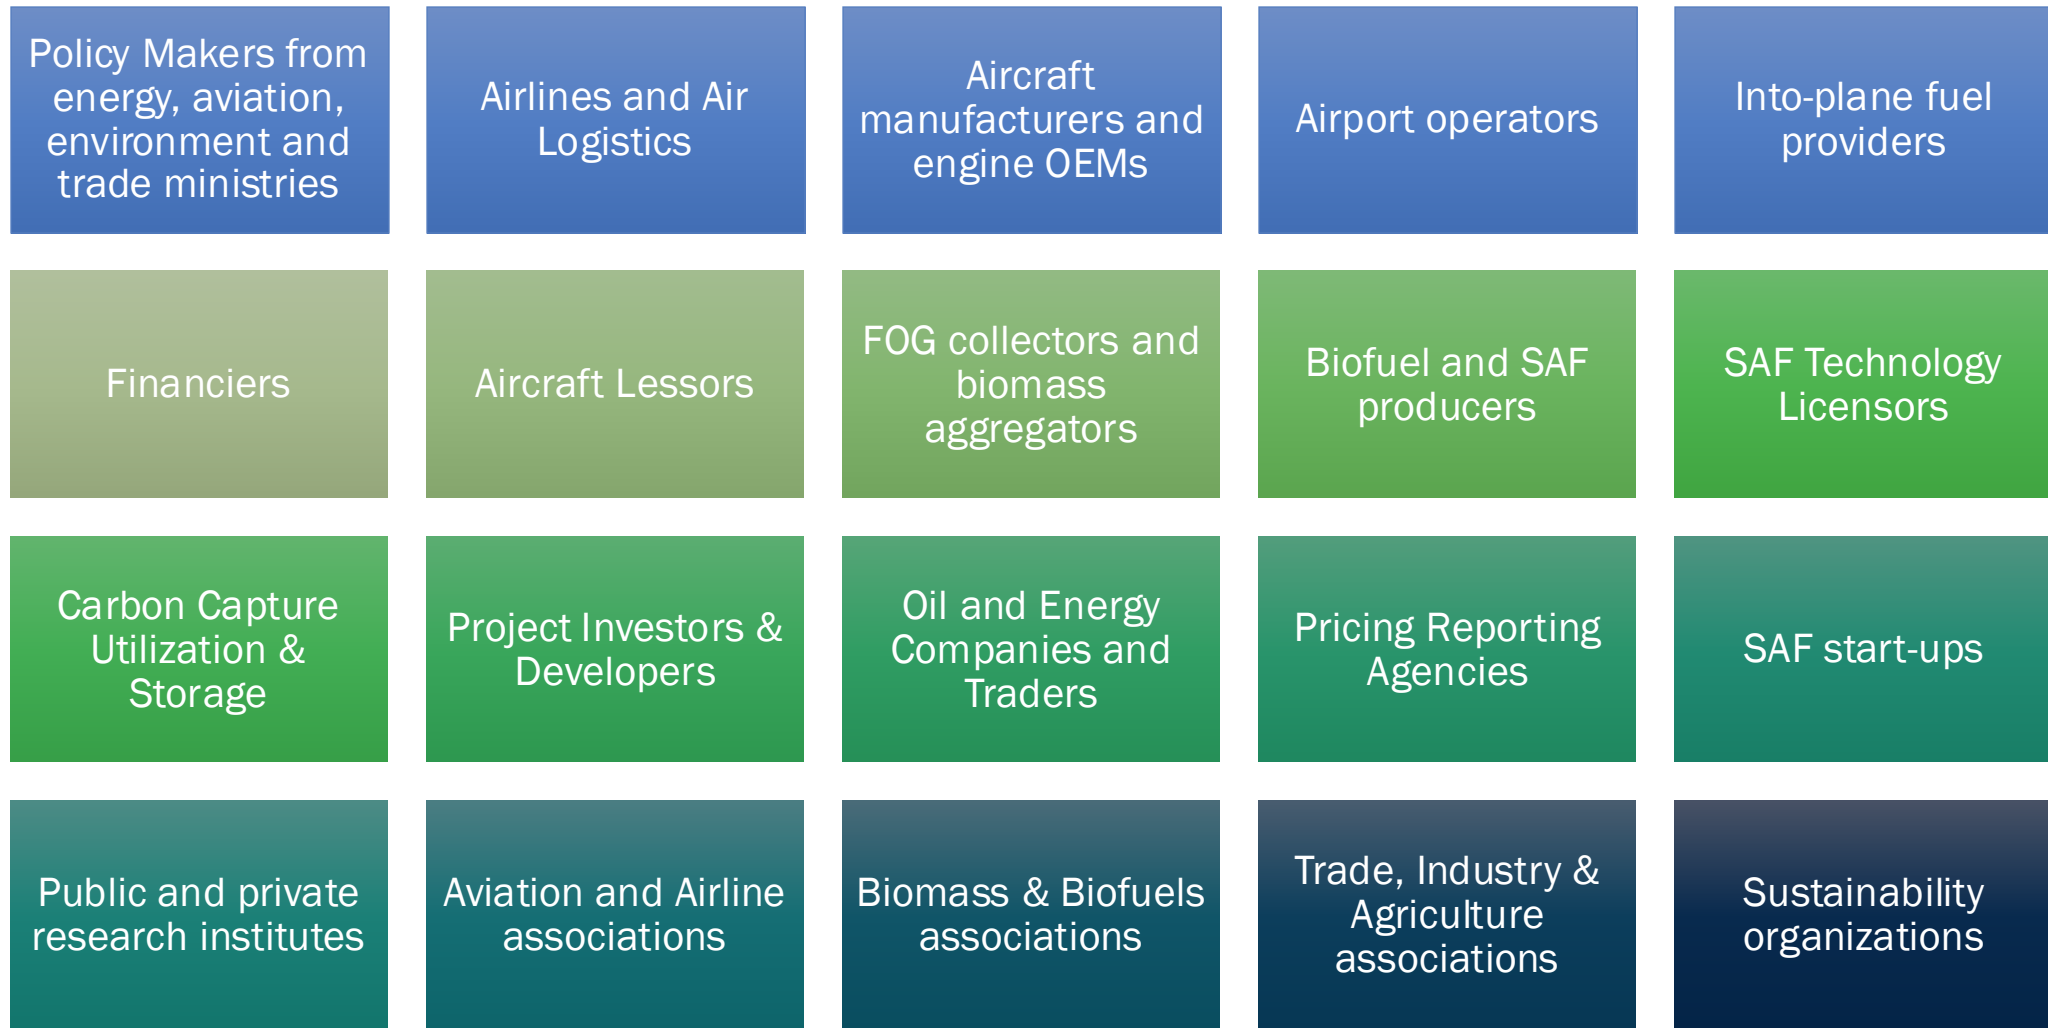 Policy Makers from
energy, aviation,
environment and
trade ministries
Airlines and Air
Logistics
Aircraft
manufacturers and
engine OEMs
Airport operators
Into-plane fuel
providers
Financiers
Aircraft Lessors
FOG collectors and
biomass
aggregators
Biofuel and SAF
producers
SAF Technology
Licensors
Carbon Capture
Utilization &
Storage
Project Investors &
Developers
Oil and Energy
Companies and
Traders
Pricing Reporting
Agencies
SAF start-ups
Public and private
research institutes
Aviation and Airline
associations
Biomass & Biofuels
associations
Trade, Industry &
Agriculture
associations
Sustainability
organizations